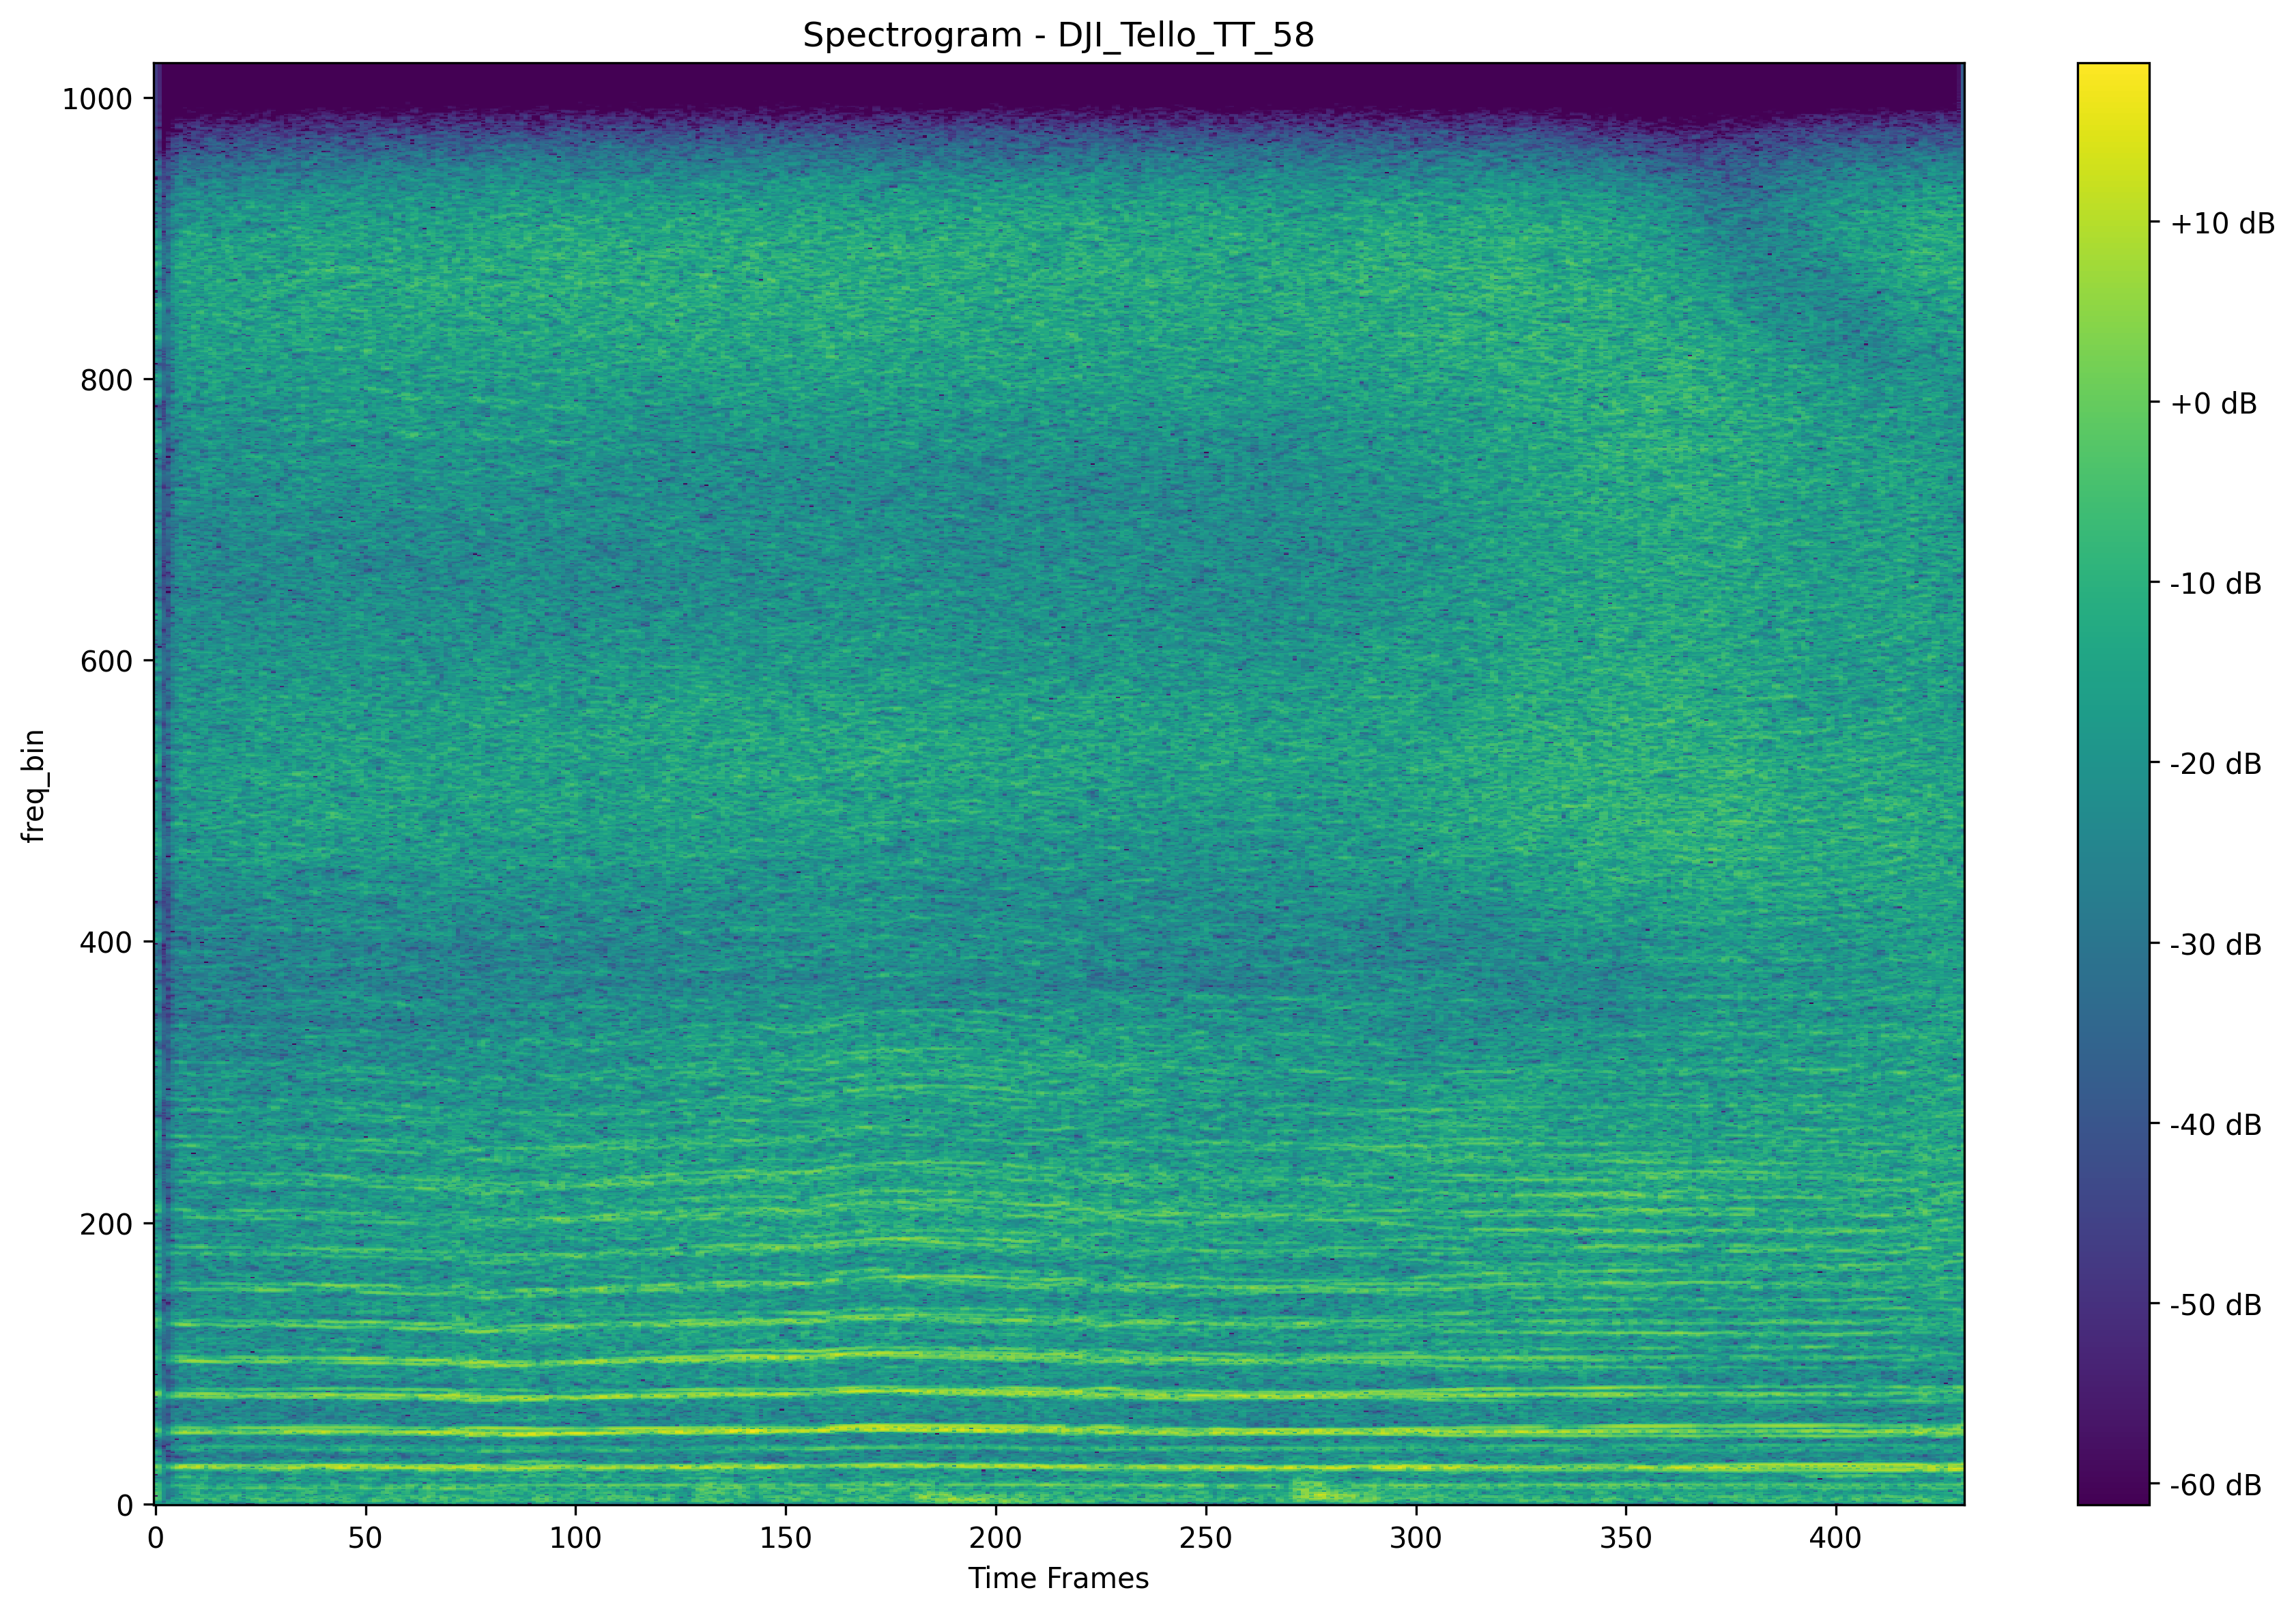 Spectrogram - DJI_Tello_TT_58
1000
800
600
400
200
0
freq_bin
0 50 100 150 200 250 300 350 400
Time Frames
+10 dB
+0 dB
-10 dB
-20 dB
-30 dB
-40 dB
-50 dB
-60 dB